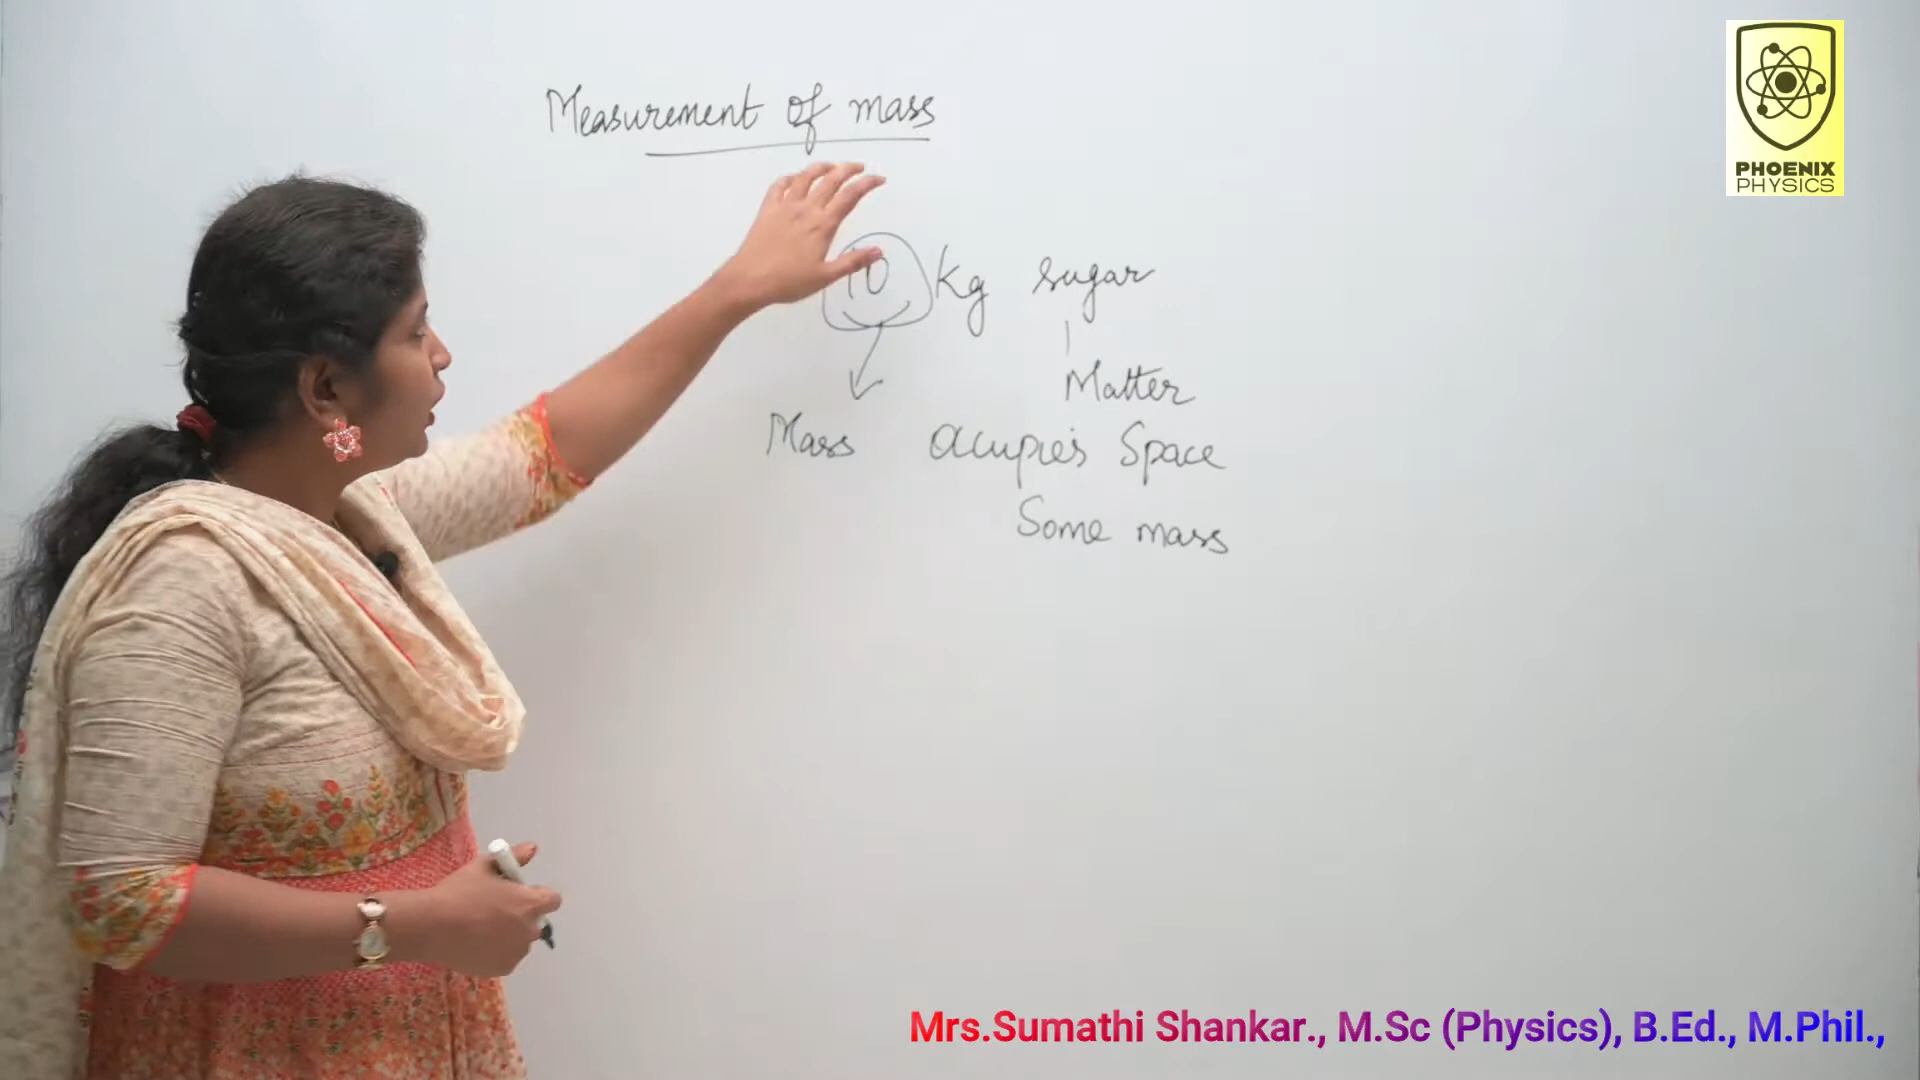 Measurement of mass
10 kg sugar
Matter
Mass Occupies Space
Some mass
PHOENIX
PHYSICS
Mrs.Sumathi Shankar., M.Sc (Physics), B.Ed., M.Phil.,